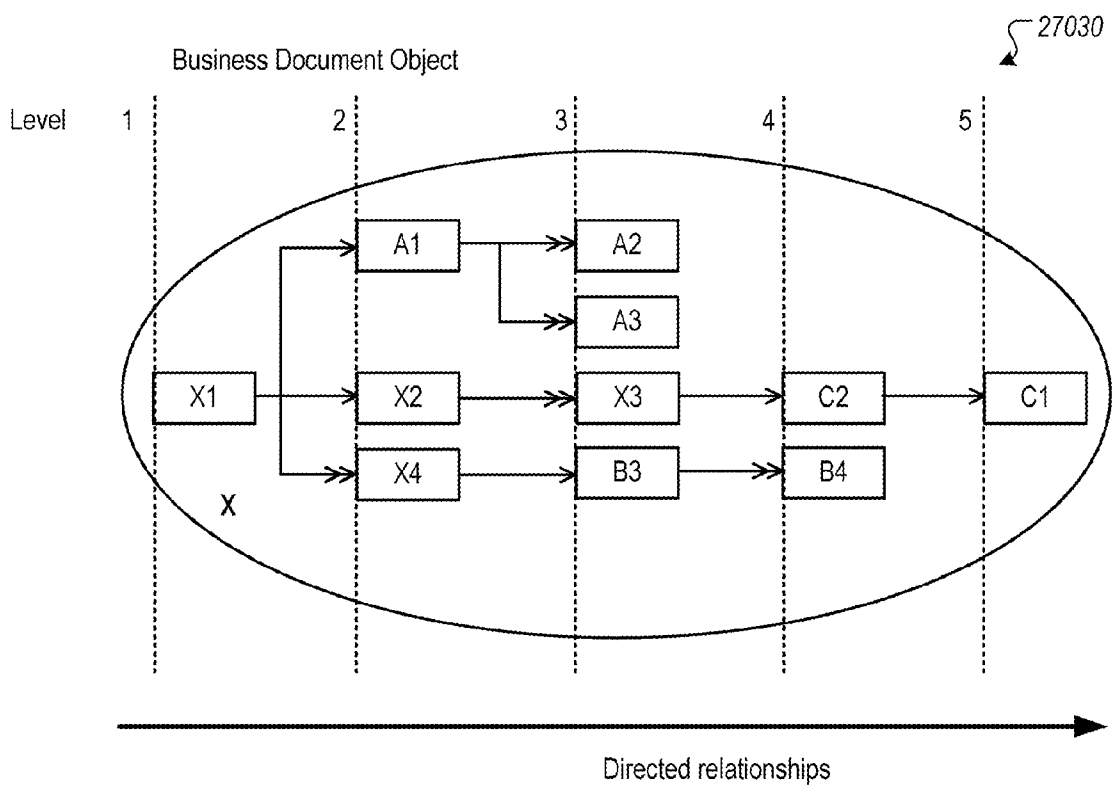 27030
Business Document Object
Level 1 2 3 4 5
A1 A2
A3
X1 X2 X3 C2 C1
X4 B3 B4
X
Directed relationships